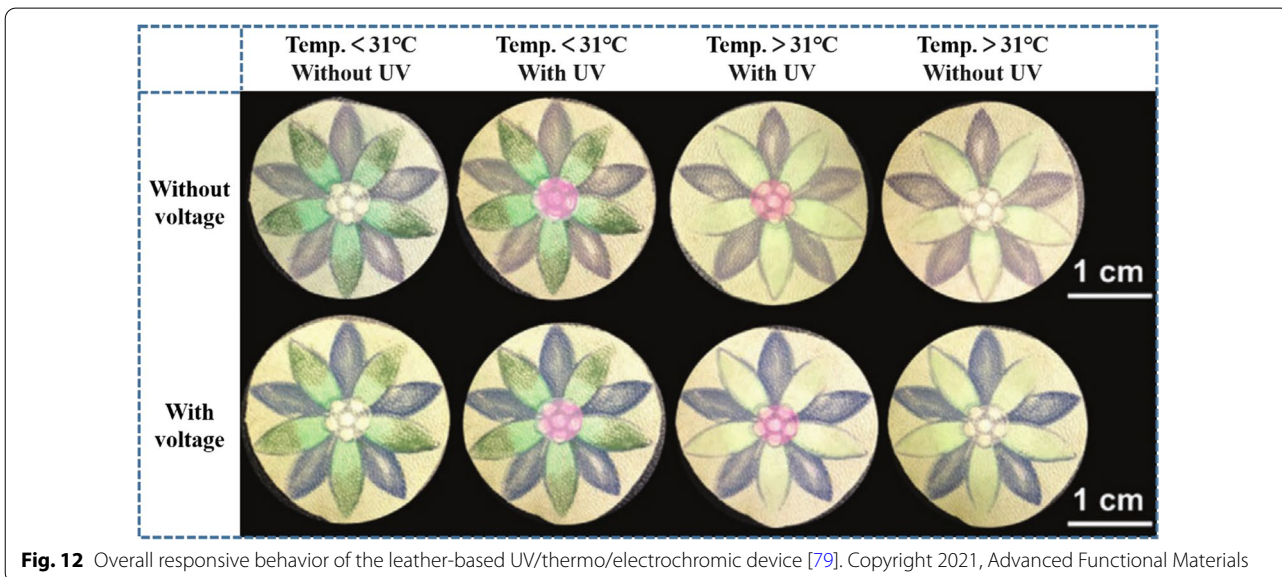 Temp. < 31°C Temp. < 31°C Temp. > 31°C Temp. > 31°C
Without UV With UV With UV Without UV
Without
voltage
1 cm
With
voltage
1 cm
Fig. 12 Overall responsive behavior of the leather-based UV/thermo/electrochromic device [79]. Copyright 2021, Advanced Functional Materials